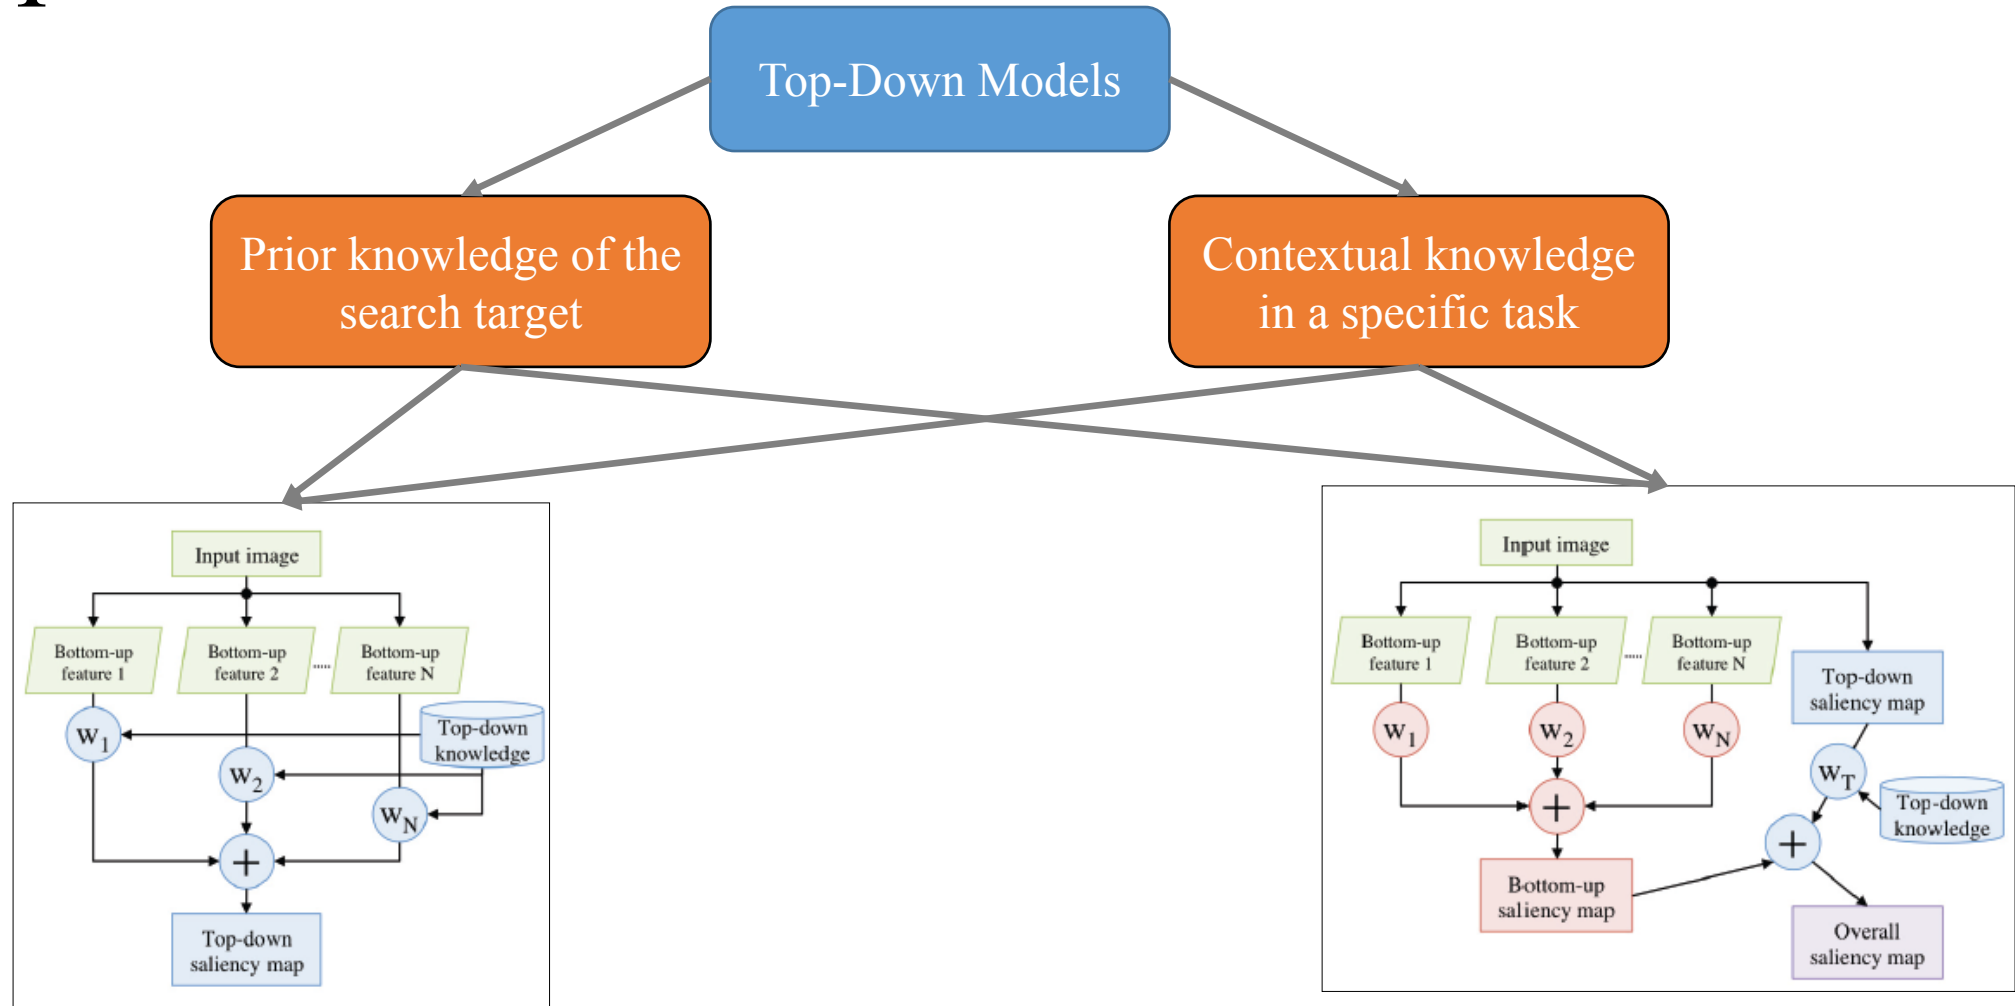 Top-Down Models
Prior knowledge of the
search target
Contextual knowledge
in a specific task
Input image
Bottom-up
feature 1
Bottom-up
feature 2
.....
Bottom-up
feature N
Top-down
knowledge
W1
W2
WN
+
Top-down
saliency map
Input image
Bottom-up
feature 1
Bottom-up
feature 2
.....
Bottom-up
feature N
Top-down
saliency map
W1
W2
WN
WT
Top-down
knowledge
+
+
Bottom-up
saliency map
Overall
saliency map